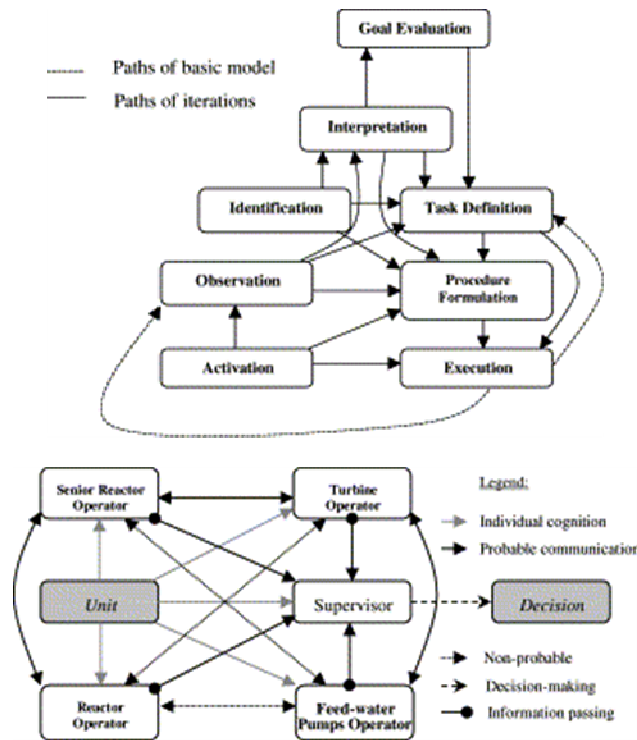 Goal Evaluation
Paths of basic model
Paths of iterations
Interpretation
Identification
Task Definition
Observation
Procedure
Formulation
Activation
Execution
Senior Reactor
Operator
Turbine
Operator
Legend:
Individual cognition
Probable communication
Unit
Supervisor
Decision
Non-probable
Decision-making
Information passing
Reactor
Operator
Feed-water
Pumps Operator